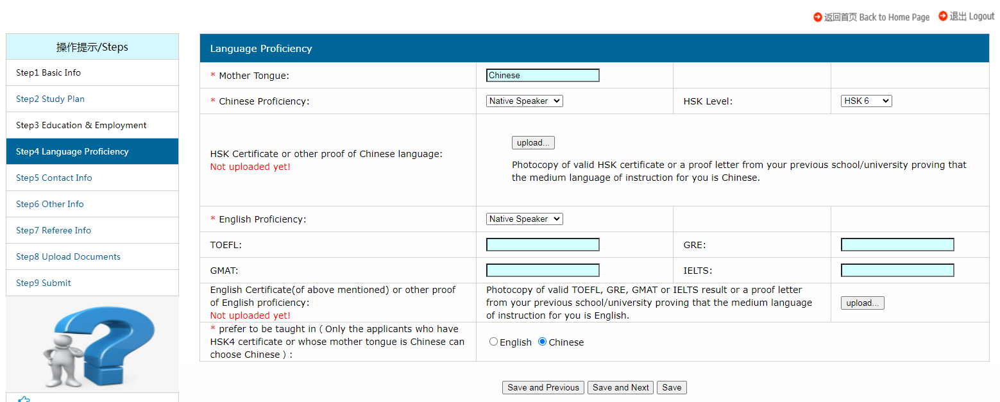 返回首页 Back to Home Page 退出 Logout
操作提示/Steps
Step1 Basic Info
Step2 Study Plan
Step3 Education & Employment
Step4 Language Proficiency
Step5 Contact Info
Step6 Other Info
Step7 Referee Info
Step8 Upload Documents
Step9 Submit
Language Proficiency
* Mother Tongue: Chinese
* Chinese Proficiency: Native Speaker HSK Level: HSK 6
HSK Certificate or other proof of Chinese language:
Not uploaded yet!
upload...
Photocopy of valid HSK certificate or a proof letter from your previous school/university proving that
the medium language of instruction for you is Chinese.
* English Proficiency: Native Speaker
TOEFL: GRE:
GMAT: IELTS:
English Certificate(of above mentioned) or other proof
of English proficiency:
Not uploaded yet!
Photocopy of valid TOEFL, GRE, GMAT or IELTS result or a proof letter
from your previous school/university proving that the medium language
of instruction for you is English.
upload...
* prefer to be taught in ( Only the applicants who have
HSK4 certificate or whose mother tongue is Chinese can
choose Chinese ) :
English Chinese
Save and Previous Save and Next Save